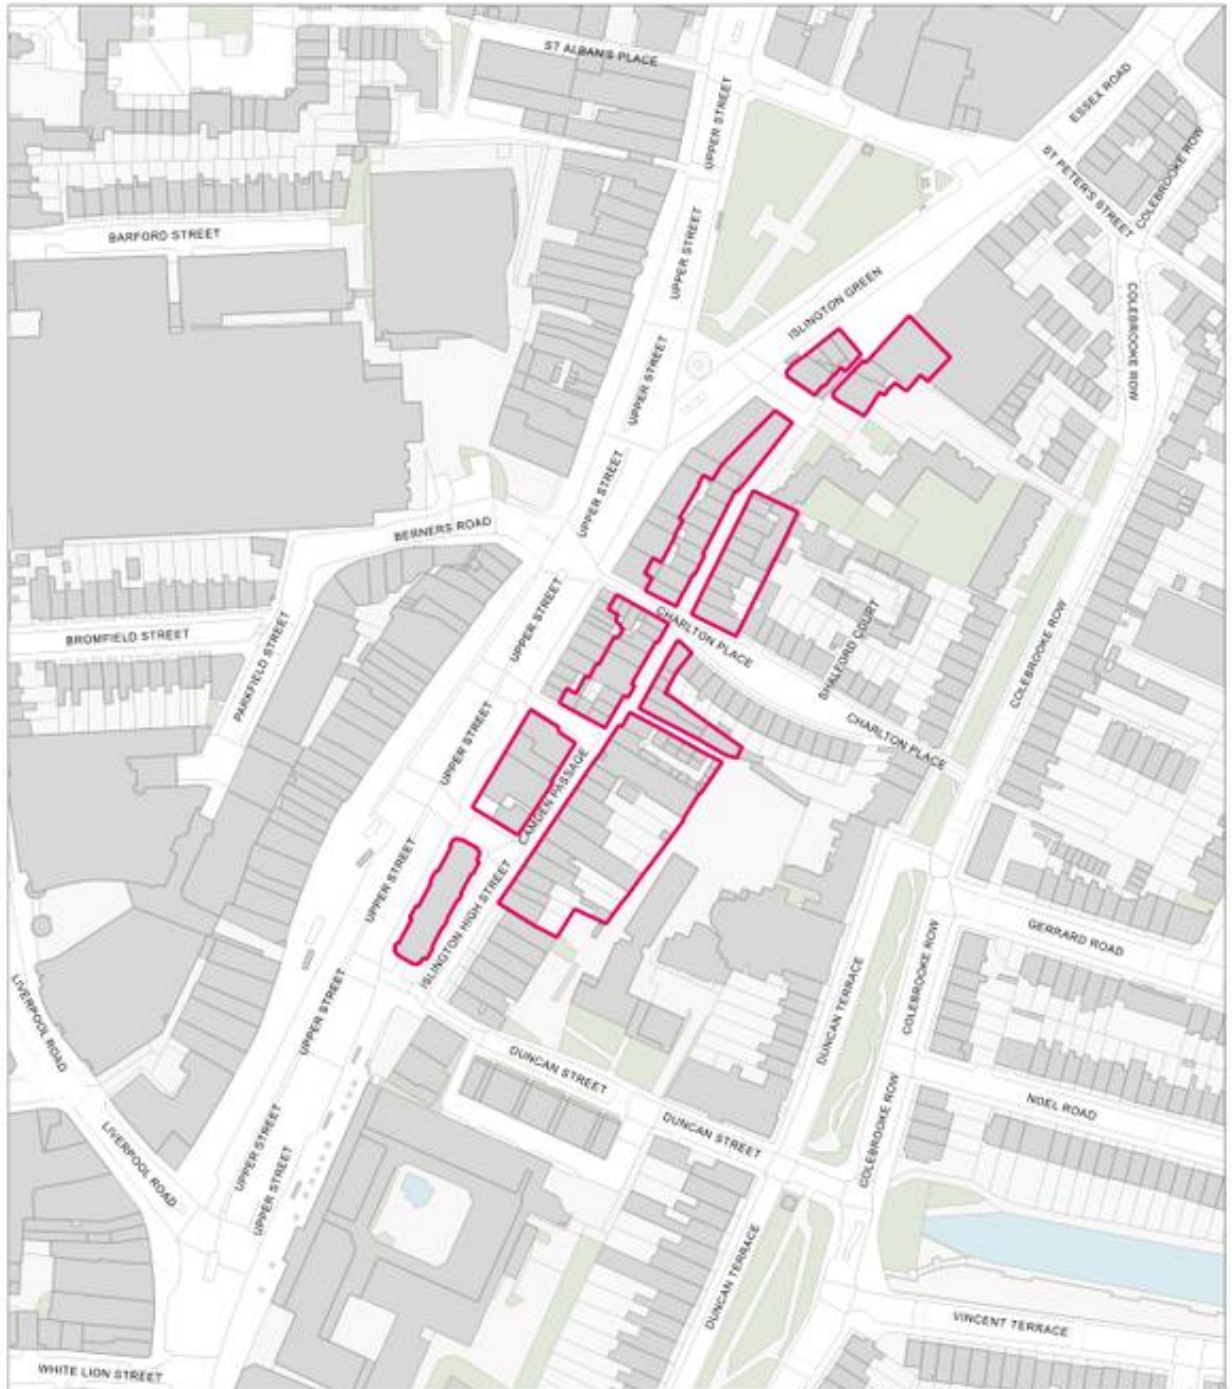 ST ALBAN'S PLACE
ESSEX ROAD
UPPER STREET
COLEBROOKE ROW
ST PETER'S STREET
BARFORD STREET
UPPER STREET
ISLINGTON GREEN
COLEBROOKE ROW
UPPER STREET
UPPER STREET
BERNERS ROAD
UPPER STREET
CHARLTON PLACE
BROMFIELD STREET
PARKFIELD STREET
SHALFORD COURT
COLEBROOKE ROW
CHARLTON PLACE
UPPER STREET
CAMDEN PASSAGE
UPPER STREET
ISLINGTON HIGH STREET
GERRARD ROAD
COLEBROOKE ROW
DUNCAN TERRACE
LIVERPOOL ROAD
UPPER STREET
DUNCAN STREET
NOEL ROAD
DUNCAN STREET
COLEBROOKE ROW
LIVERPOOL ROAD
UPPER STREET
UPPER STREET
DUNCAN TERRACE
VINCENT TERRACE
WHITE LION STREET